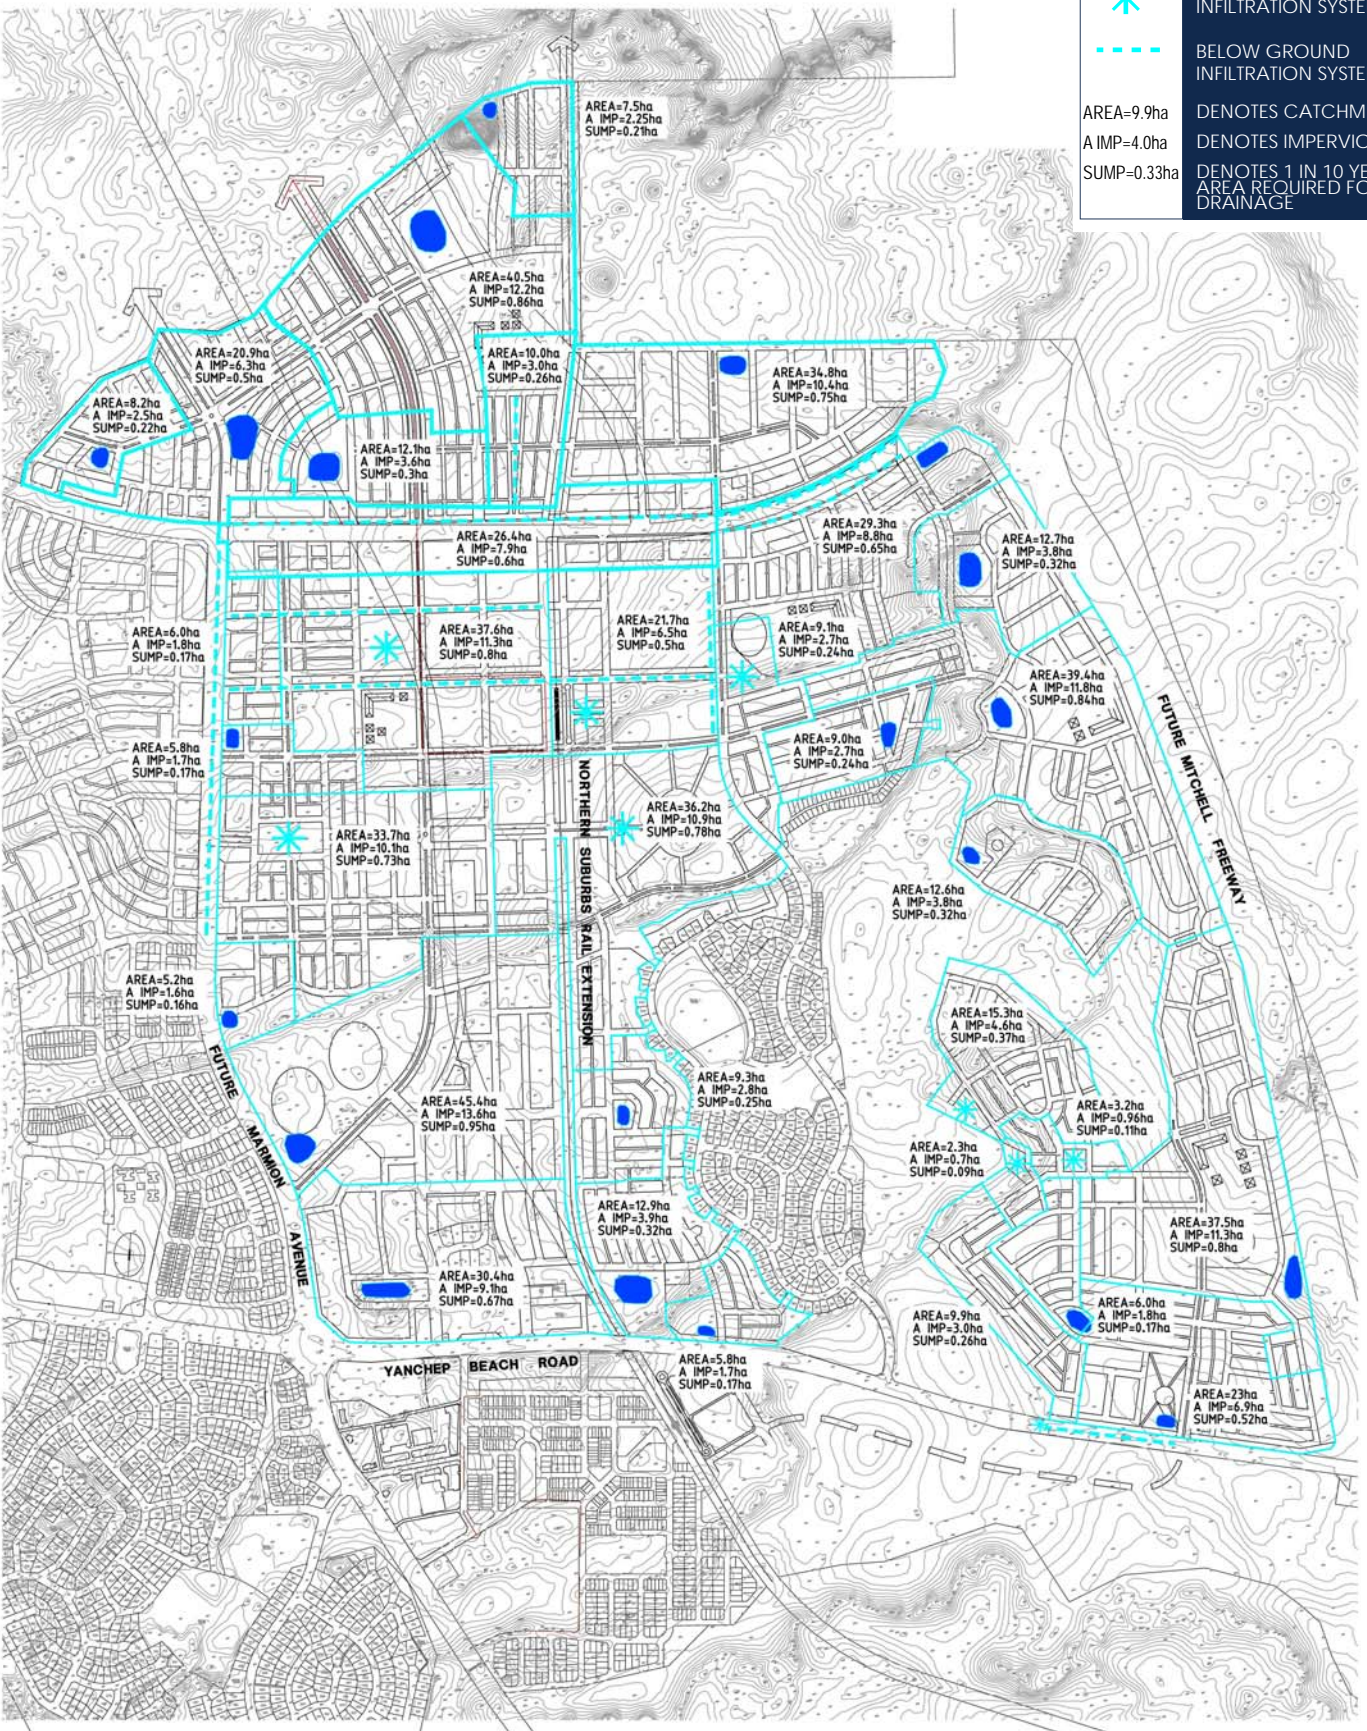 INFILTRATION SYSTE
BELOW GROUND
INFILTRATION SYSTE
AREA=9.9ha DENOTES CATCHM
A IMP=4.0ha DENOTES IMPERVIO
SUMP=0.33ha DENOTES 1 IN 10 YE
AREA REQUIRED FO
DRAINAGE
AREA=7.5ha
A IMP=2.25ha
SUMP=0.21ha
AREA=40.5ha
A IMP=12.2ha
SUMP=0.86ha
AREA=20.9ha
A IMP=6.3ha
SUMP=0.5ha
AREA=10.0ha
A IMP=3.0ha
SUMP=0.26ha
AREA=34.8ha
A IMP=10.4ha
SUMP=0.75ha
AREA=8.2ha
A IMP=2.5ha
SUMP=0.22ha
AREA=12.1ha
A IMP=3.6ha
SUMP=0.3ha
AREA=26.4ha
A IMP=7.9ha
SUMP=0.6ha
AREA=29.3ha
A IMP=8.8ha
SUMP=0.65ha
AREA=12.7ha
A IMP=3.8ha
SUMP=0.32ha
AREA=6.0ha
A IMP=1.8ha
SUMP=0.17ha
AREA=37.6ha
A IMP=11.3ha
SUMP=0.8ha
AREA=21.7ha
A IMP=6.5ha
SUMP=0.5ha
AREA=9.1ha
A IMP=2.7ha
SUMP=0.24ha
AREA=39.4ha
A IMP=11.8ha
SUMP=0.84ha
AREA=5.8ha
A IMP=1.7ha
SUMP=0.17ha
AREA=9.0ha
A IMP=2.7ha
SUMP=0.24ha
FUTURE MITCHELL FREEWAY
NORTHERN SUBURBS RAIL EXTENSION
AREA=33.7ha
A IMP=10.1ha
SUMP=0.73ha
AREA=36.2ha
A IMP=10.9ha
SUMP=0.78ha
AREA=12.6ha
A IMP=3.8ha
SUMP=0.32ha
AREA=5.2ha
A IMP=1.6ha
SUMP=0.16ha
AREA=15.3ha
A IMP=4.6ha
SUMP=0.37ha
FUTURE MARMION AVENUE
AREA=45.4ha
A IMP=13.6ha
SUMP=0.95ha
AREA=9.3ha
A IMP=2.8ha
SUMP=0.25ha
AREA=3.2ha
A IMP=0.96ha
SUMP=0.11ha
AREA=2.3ha
A IMP=0.7ha
SUMP=0.09ha
AREA=12.9ha
A IMP=3.9ha
SUMP=0.32ha
AREA=37.5ha
A IMP=11.3ha
SUMP=0.8ha
AREA=30.4ha
A IMP=9.1ha
SUMP=0.67ha
AREA=9.9ha
A IMP=3.0ha
SUMP=0.26ha
AREA=6.0ha
A IMP=1.8ha
SUMP=0.17ha
YANCHEP BEACH ROAD
AREA=5.8ha
A IMP=1.7ha
SUMP=0.17ha
AREA=23ha
A IMP=6.9ha
SUMP=0.52ha